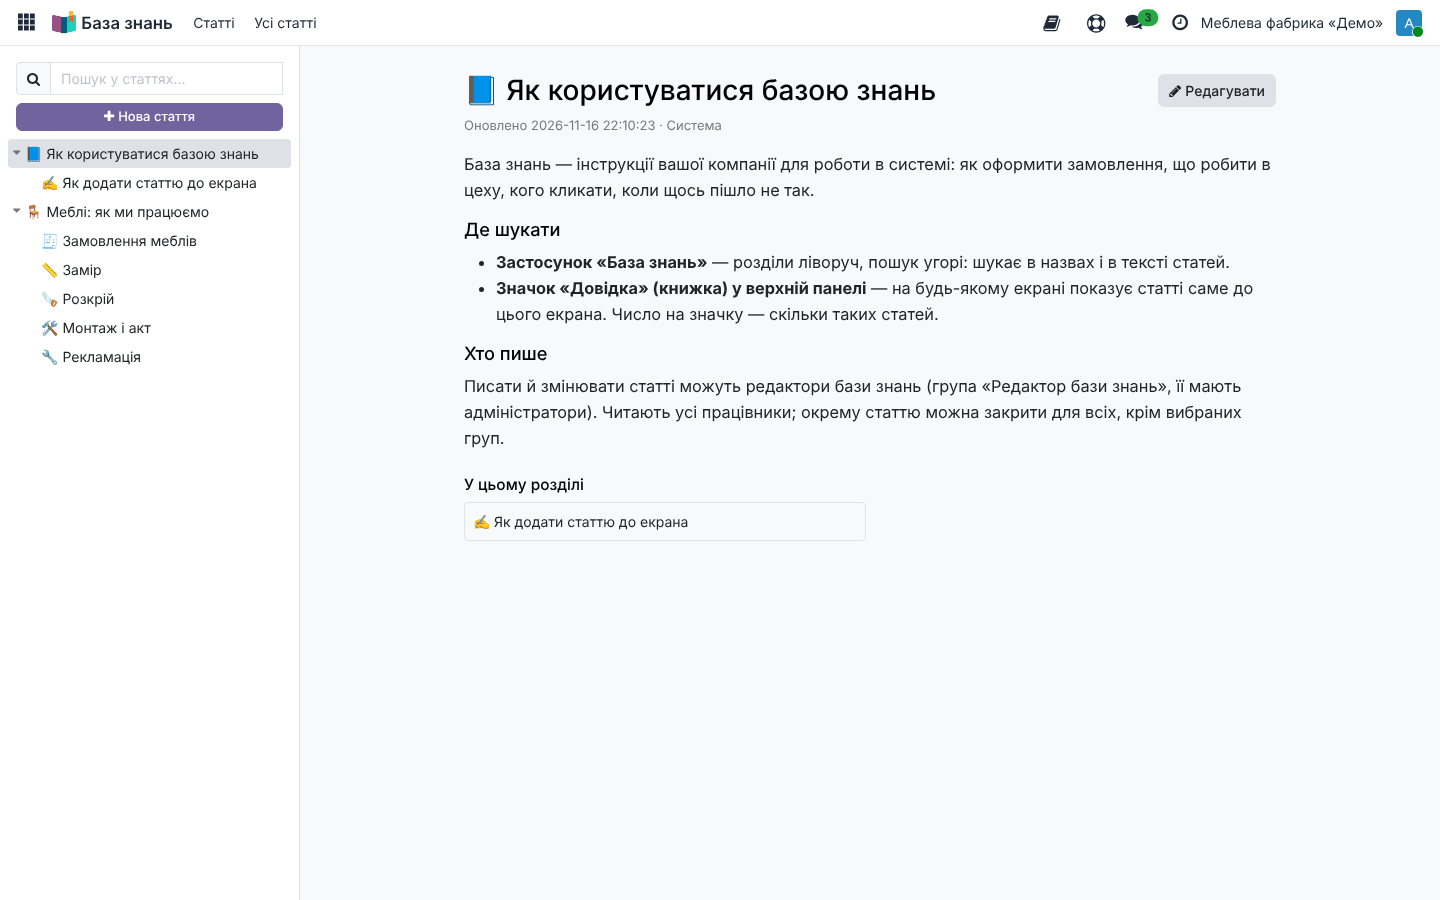 База знань
Статті
Усі статті
3
Меблева фабрика «Демо»
A
Пошук у статтях...
Нова стаття
Як користуватися базою знань
Як додати статтю до екрана
Меблі: як ми працюємо
Замовлення меблів
Замір
Розкрій
Монтаж і акт
Рекламація
Як користуватися базою знань
Редагувати
Оновлено 2026-11-16 22:10:23 · Система
База знань — інструкції вашої компанії для роботи в системі: як оформити замовлення, що робити в
цеху, кого кликати, коли щось пішло не так.
Де шукати
Застосунок «База знань» — розділи ліворуч, пошук угорі: шукає в назвах і в тексті статей.
Значок «Довідка» (книжка) у верхній панелі — на будь-якому екрані показує статті саме до
цього екрана. Число на значку — скільки таких статей.
Хто пише
Писати й змінювати статті можуть редактори бази знань (група «Редактор бази знань», її мають
адміністратори). Читають усі працівники; окрему статтю можна закрити для всіх, крім вибраних
груп.
У цьому розділі
Як додати статтю до екрана